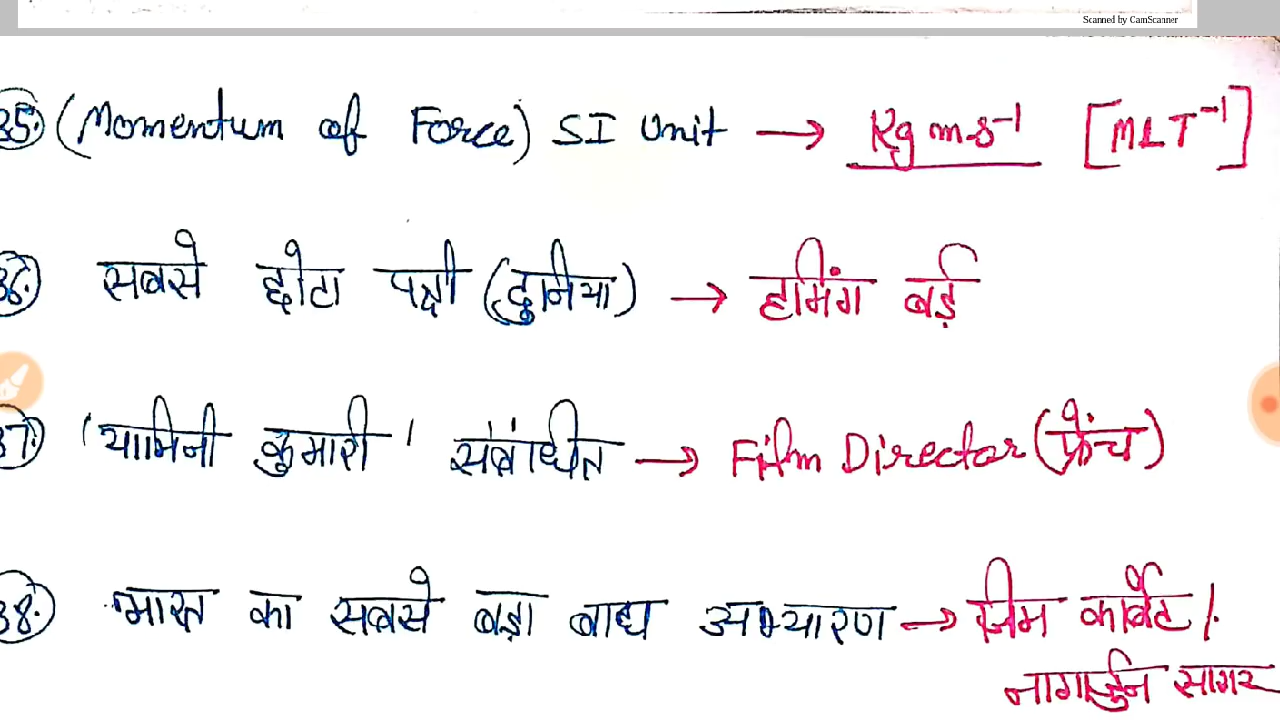 Scanned by CamScanner
35. (Momentum of Force) SI Unit → Kg m s⁻¹ [MLT⁻¹]
36. सबसे छोटा पक्षी (दुनिया) → हमिंग बर्ड
37. 'यामिनी कुमारी' संबंधित → Film Director (फ्रेंच)
38. भारत का सबसे बड़ा बाघ अभ्यारण → जिम कार्बेट /
नागार्जुन सागर